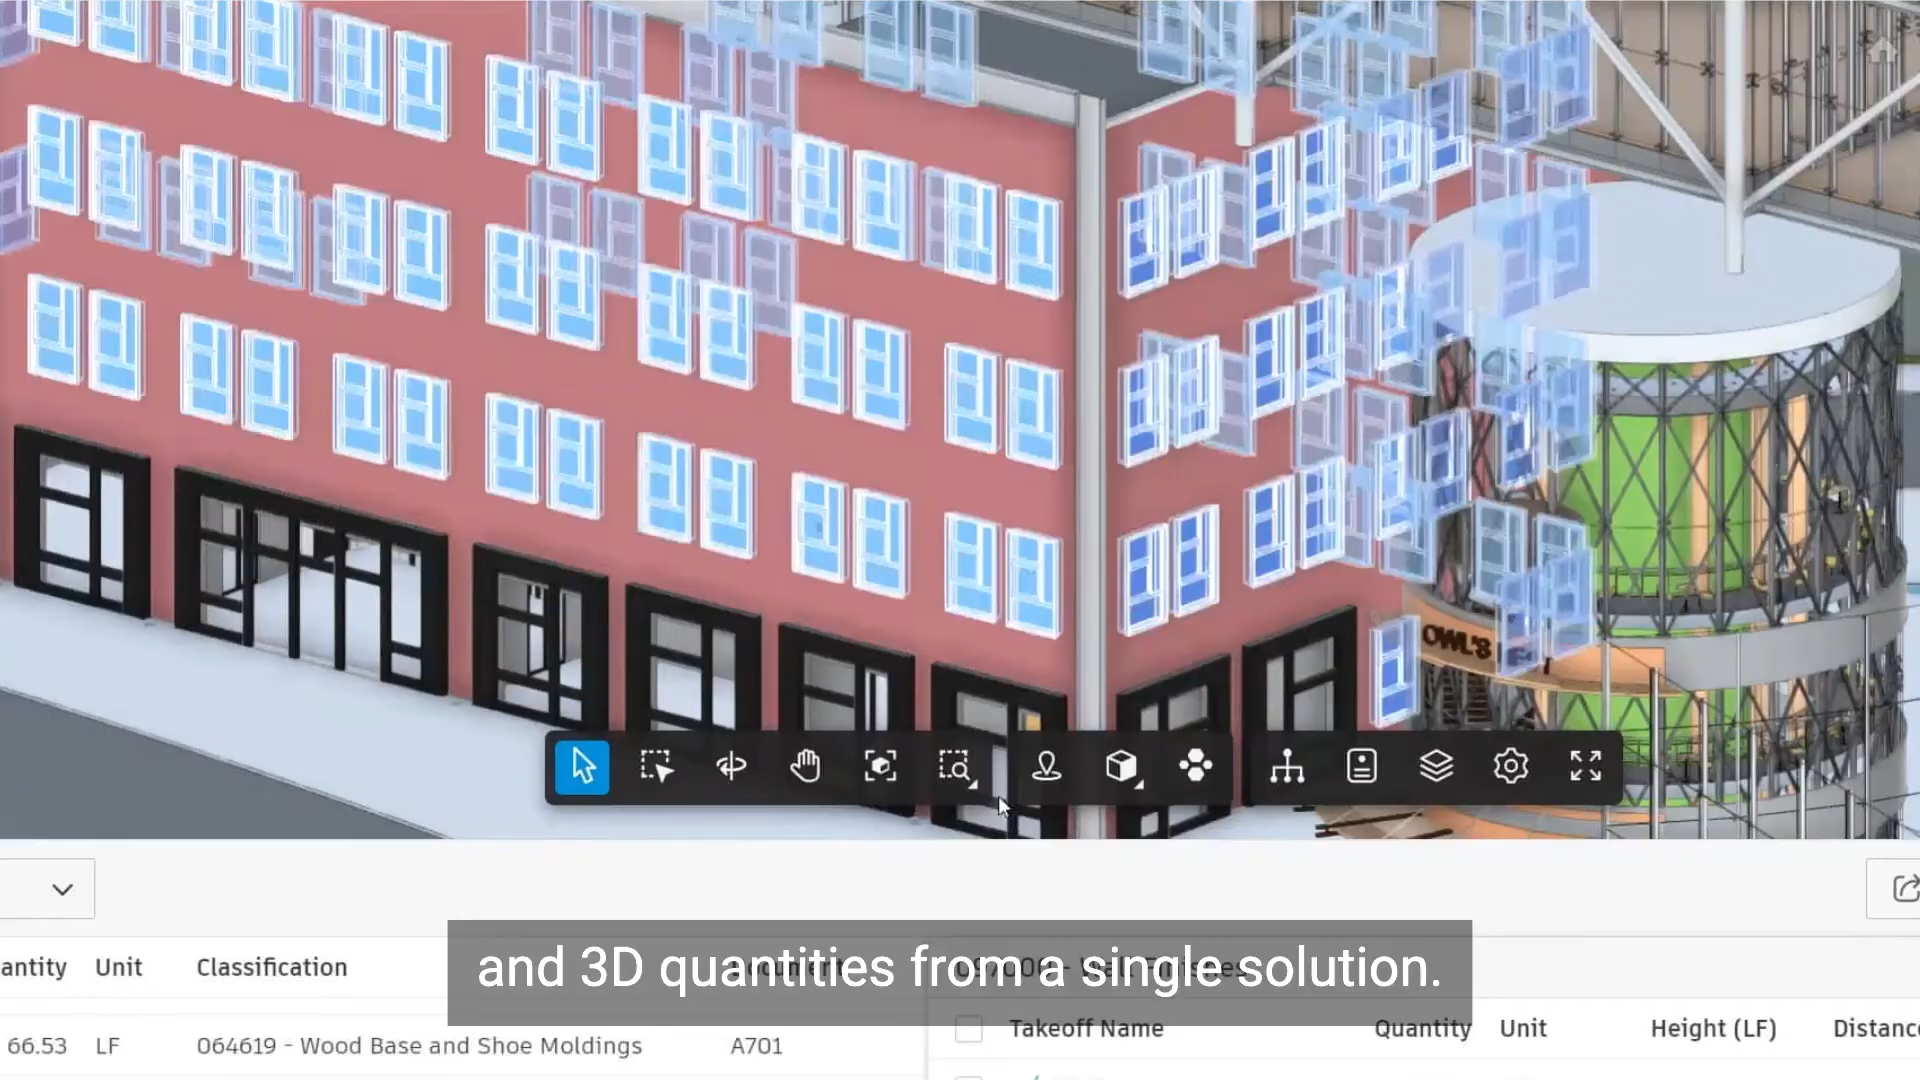 OWL'S
antity Unit Classification
and 3D quantities from a single solution.
Takeoff Name Quantity Unit Height (LF) Distanc
66.53 LF 064619 - Wood Base and Shoe Moldings A701